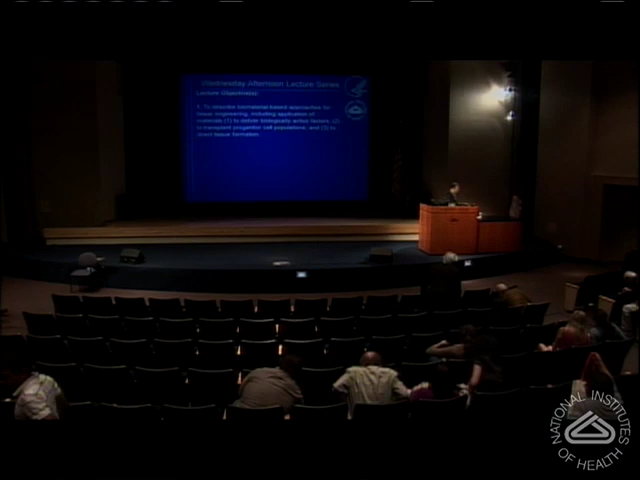 Wednesday Afternoon Lecture Series
Lecture Objective(s):
1. To describe biomaterial-based approaches for
tissue engineering, including application of
materials (1) to deliver biologically active factors, (2)
to transplant progenitor cell populations, and (3) to
direct tissue formation.
NATIONAL INSTITUTES
OF HEALTH